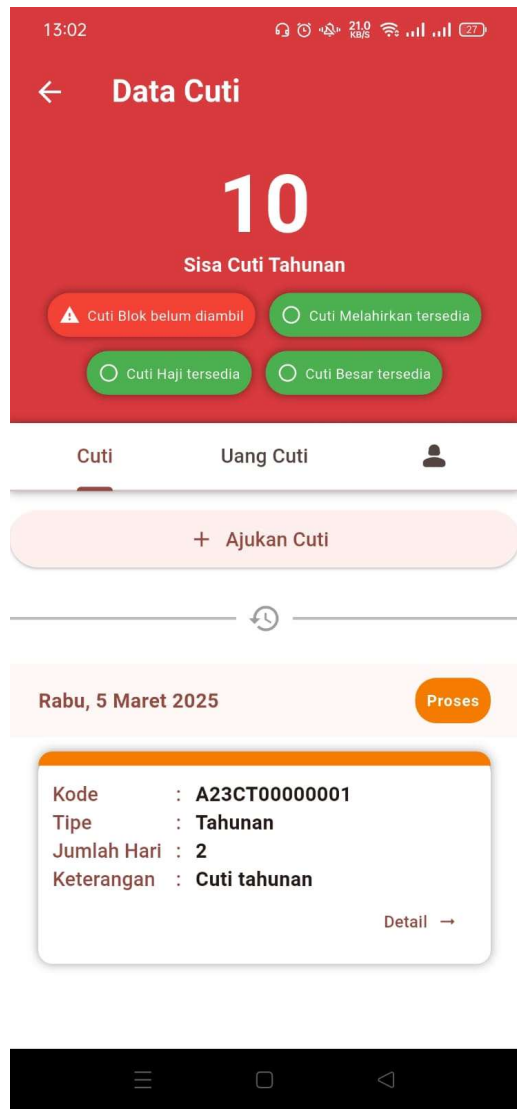 13:02
21.0 KB/S
27
Data Cuti
10
Sisa Cuti Tahunan
Cuti Blok belum diambil
Cuti Melahirkan tersedia
Cuti Haji tersedia
Cuti Besar tersedia
Cuti
Uang Cuti
+ Ajukan Cuti
Rabu, 5 Maret 2025
Proses
Kode : A23CT00000001
Tipe : Tahunan
Jumlah Hari : 2
Keterangan : Cuti tahunan
Detail →